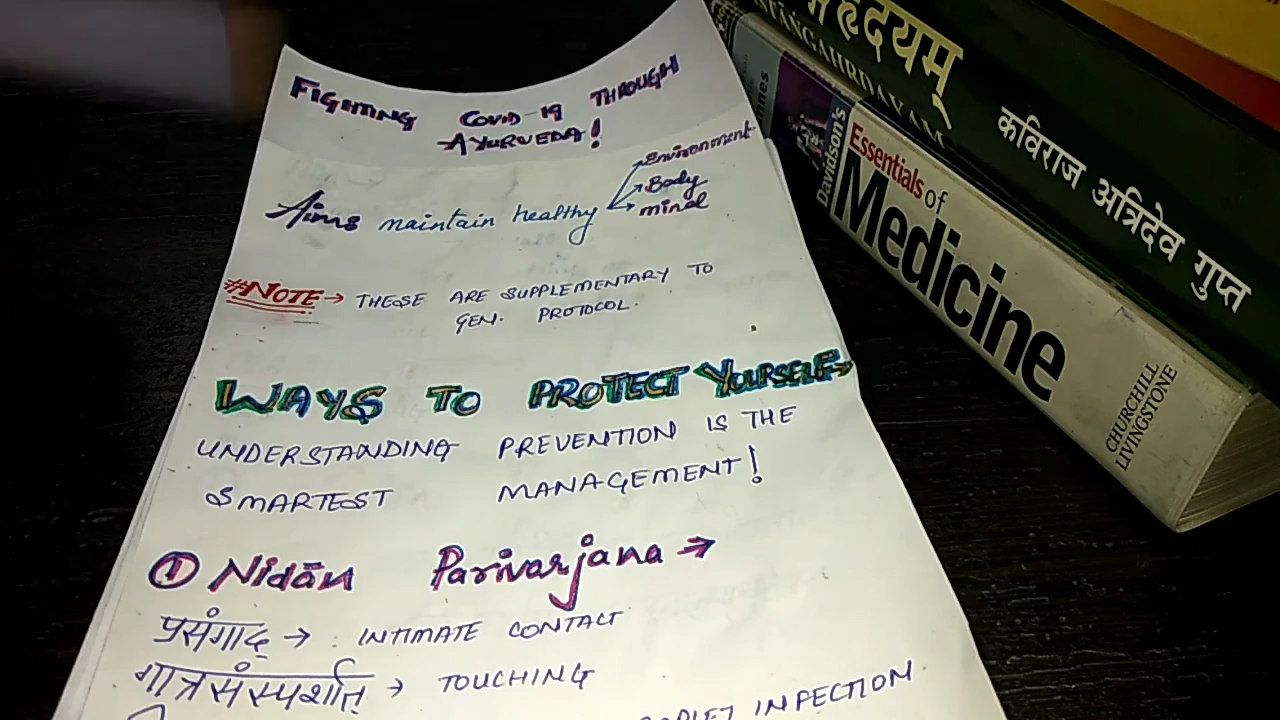 FIGHTING COVID-19 THROUGH
AYURVEDA!
Aims maintain healthy
Environment
Body
mind
#NOTE → THESE ARE SUPPLEMENTARY TO
GEN. PROTOCOL.
WAYS TO PROTECT YOURSELF→
UNDERSTANDING PREVENTION IS THE
SMARTEST MANAGEMENT!
① Nidān Parivarjana →
प्रसंगाद् → : INTIMATE CONTACT
गात्रसंस्पर्शात् → TOUCHING
INFECTION
Davidson's
Essentials of
Medicine
CHURCHILL
LIVINGSTONE
हृदयम्
कविराज अत्रिदेव गुप्त